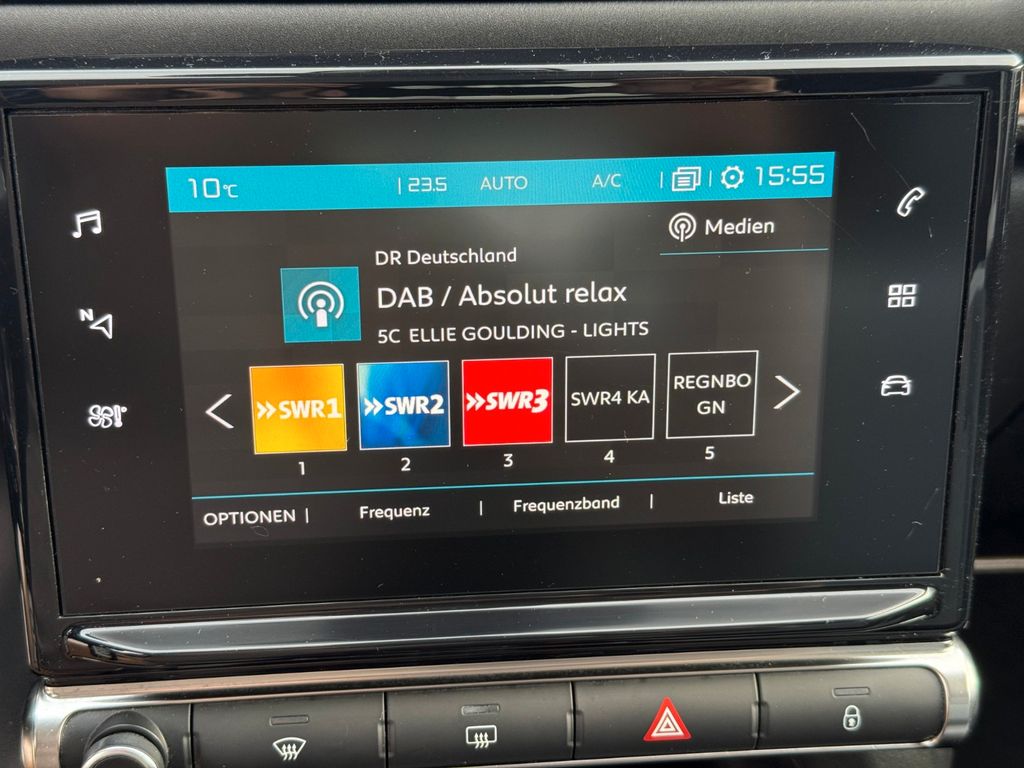 10°C | 23.5 AUTO A/C | | 15:55
Medien
DR Deutschland
DAB / Absolut relax
5C ELLIE GOULDING - LIGHTS
N
SWR1
SWR2
SWR3
SWR4 KA
REGNBO
GN
1
2
3
4
5
OPTIONEN | Frequenz | Frequenzband | Liste